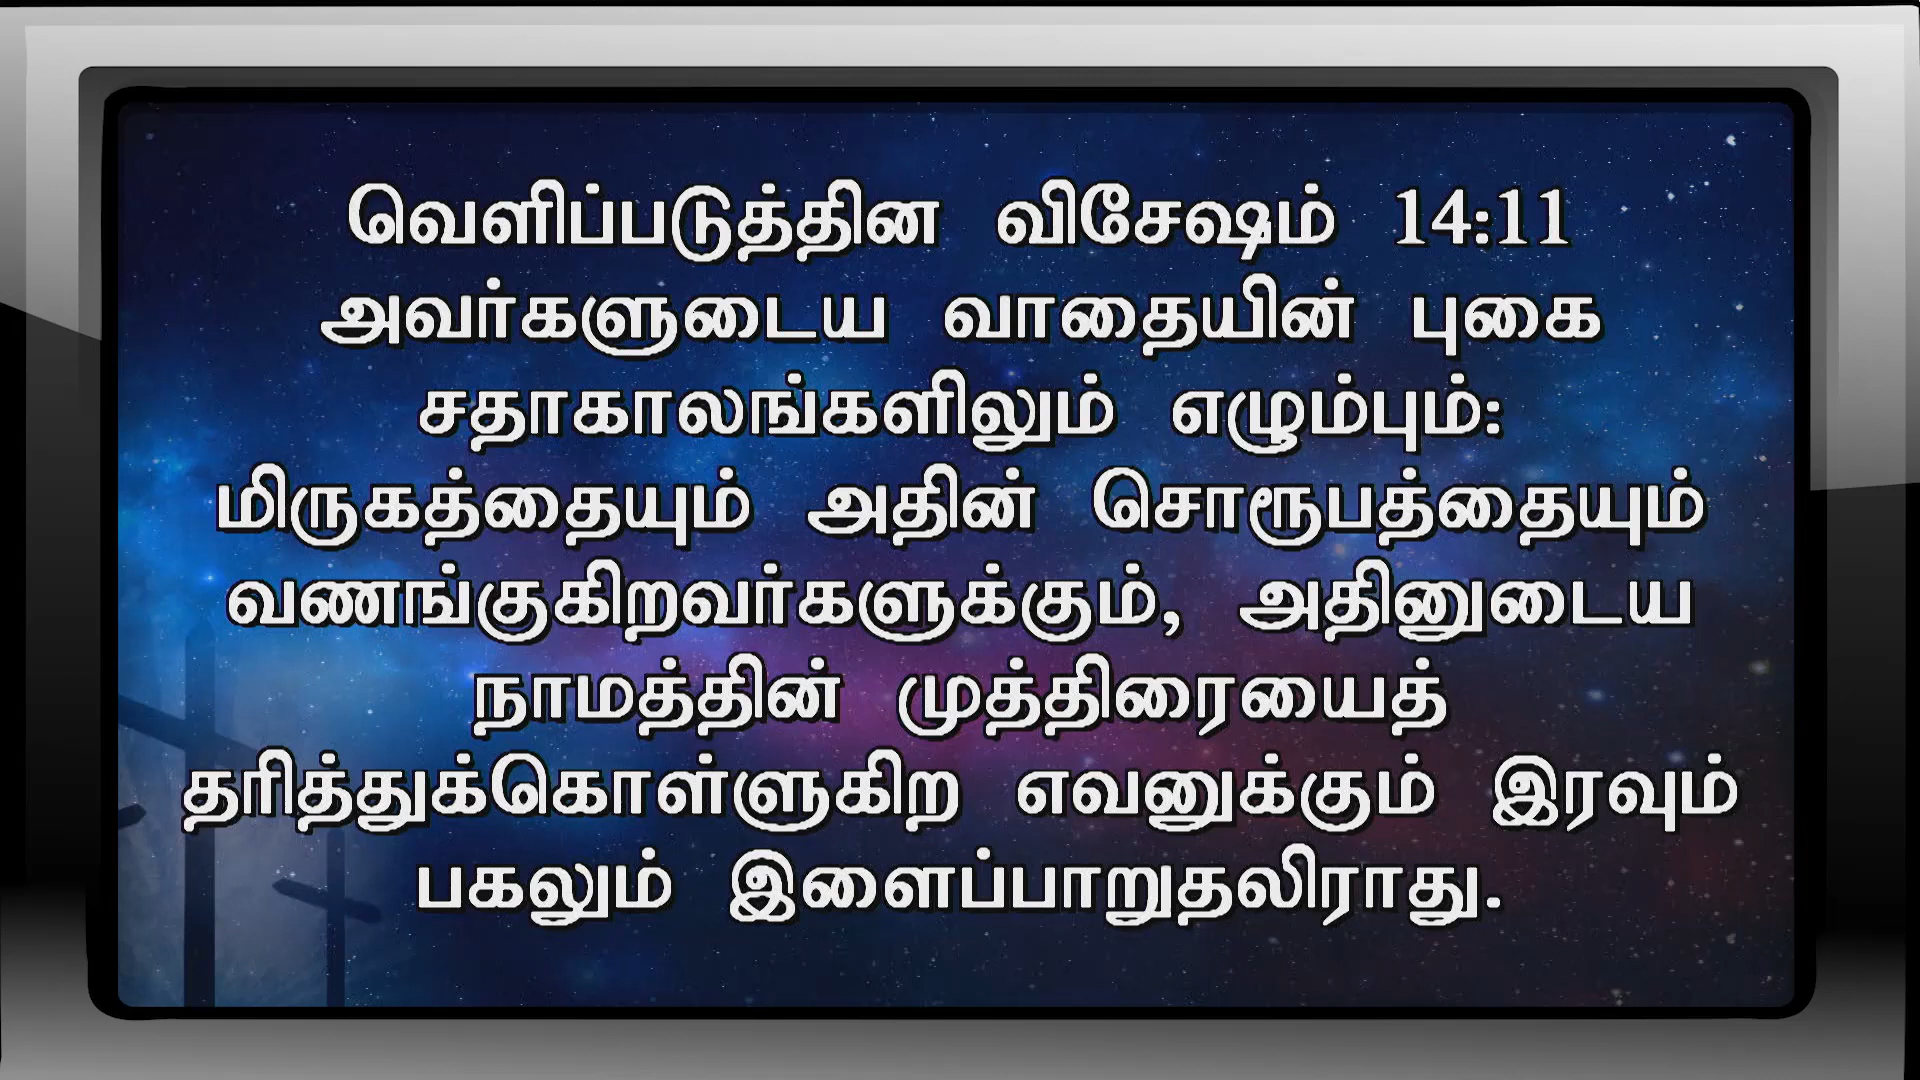 வெளிப்படுத்தின விசேஷம் 14:11
அவர்களுடைய வாதையின் புகை
சதாகாலங்களிலும் எழும்பும்:
மிருகத்தையும் அதின் சொரூபத்தையும்
வணங்குகிறவர்களுக்கும், அதினுடைய
நாமத்தின் முத்திரையைத்
தரித்துக்கொள்ளுகிற எவனுக்கும் இரவும்
பகலும் இளைப்பாறுதலிராது.